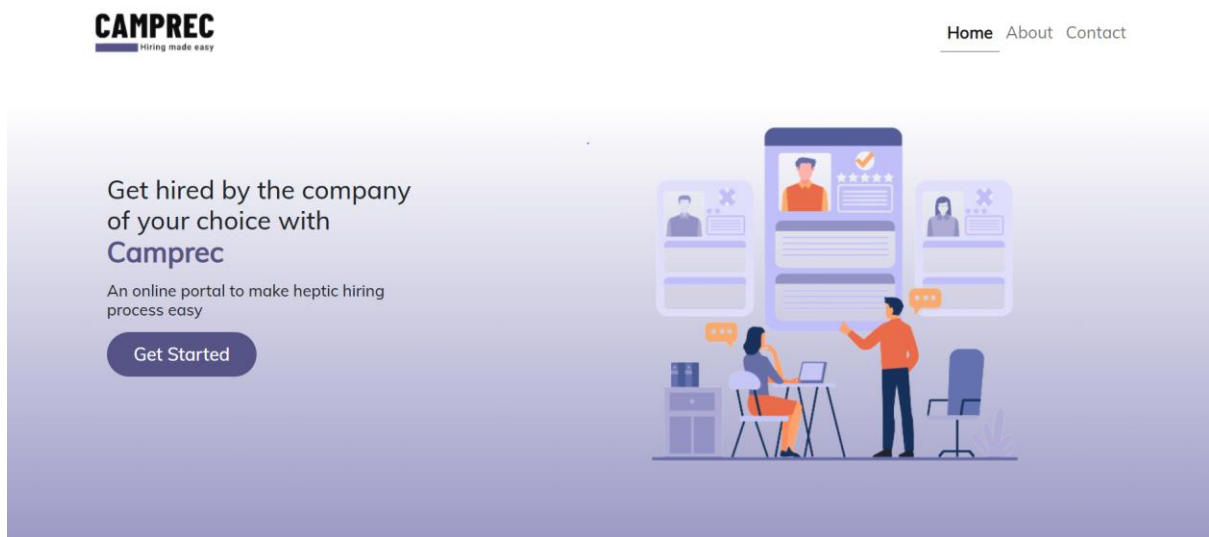 CAMPREC
Hiring made easy
Home About Contact
Get hired by the company
of your choice with
Camprec
An online portal to make heptic hiring
process easy
Get Started